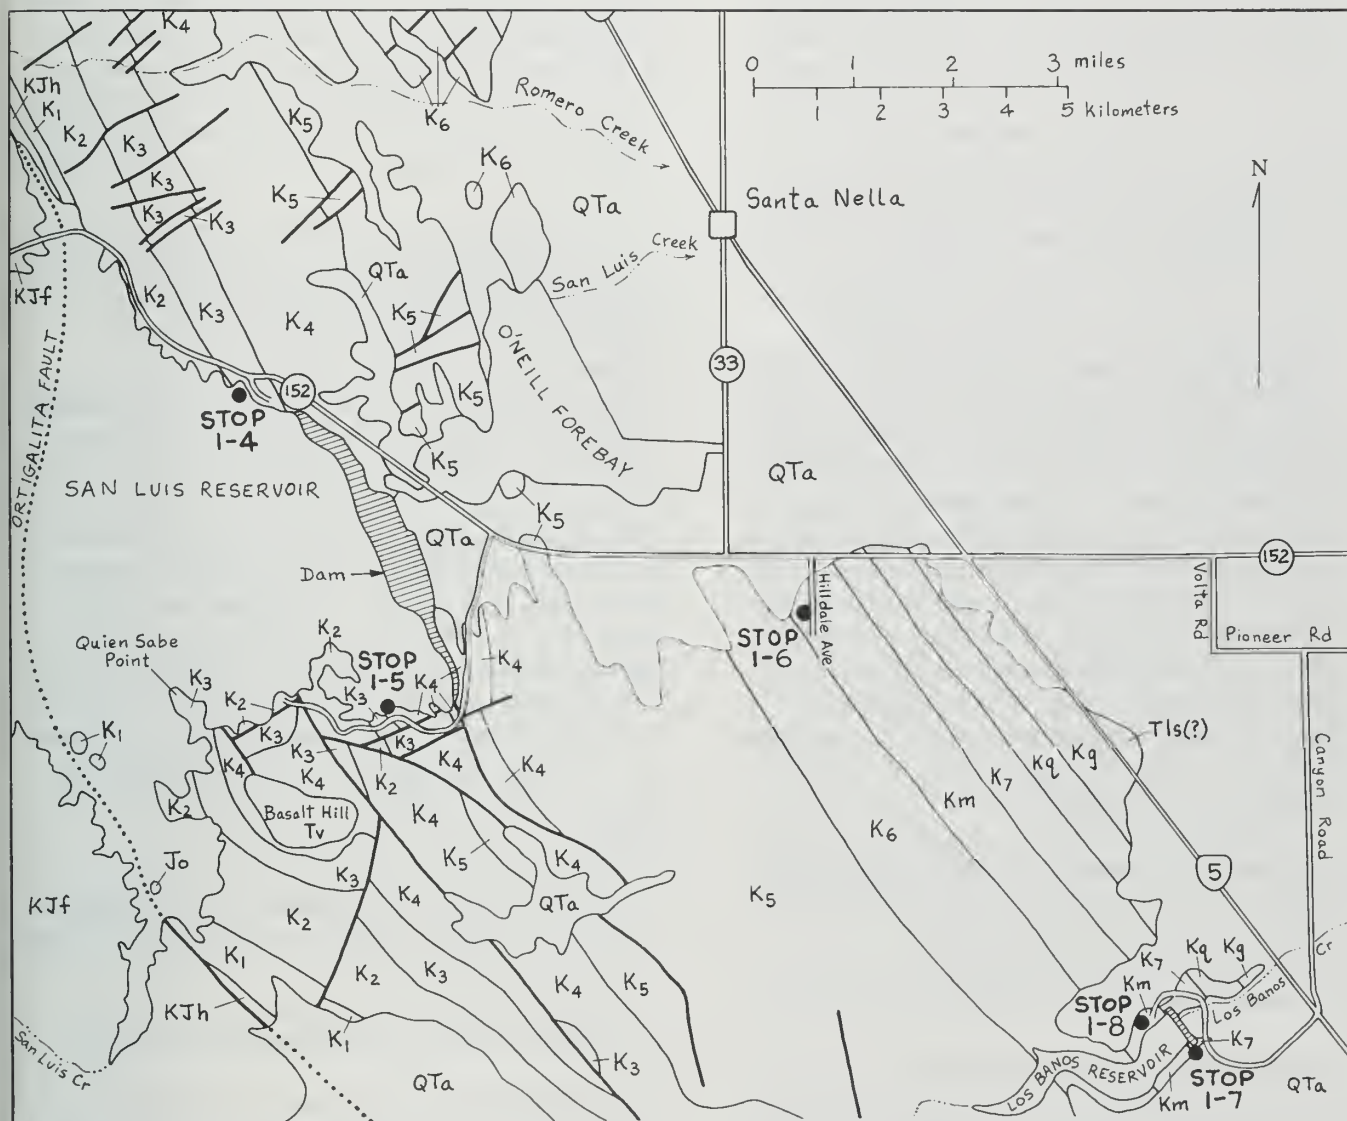 K4
0 1 2 3 miles
1 2 3 4 5 Kilometers
KJh
K1
K2
K3
K3
K3
K3
K5
K6
Romero Creek
K6
K5
QTa
Santa Nella
N
San Luis Creek
QTa
KJf
K2
K3
K4
K5
O'NEILL FOREBAY
33
152
STOP
1-4
K5
K5
ORTIGALITA FAULT
SAN LUIS RESERVOIR
QTa
K5
QTa
Dam
152
Hilldale Ave
Volta Rd
Pioneer Rd
STOP
1-6
Quien Sabe
Point
K2
STOP
1-5
K4
K4
K3
K3
K2
K1
K3
K3
K3
K4
K4
K2
K4
K4
Basalt Hill
Tv
K2
K4
K5
K4
QTa
Jo
K3
K4
KJf
K2
K5
K6
Km
K7
Kq
Kg
Tls(?)
Canyon Road
5
K1
K2
K3
K4
K5
KJh
K1
K3
San Luis Cr
QTa
K7
Kq
Kg
Los Banos Cr
Km
STOP
1-8
LOS BANOS RESERVOIR
K7
Km
STOP
1-7
QTa